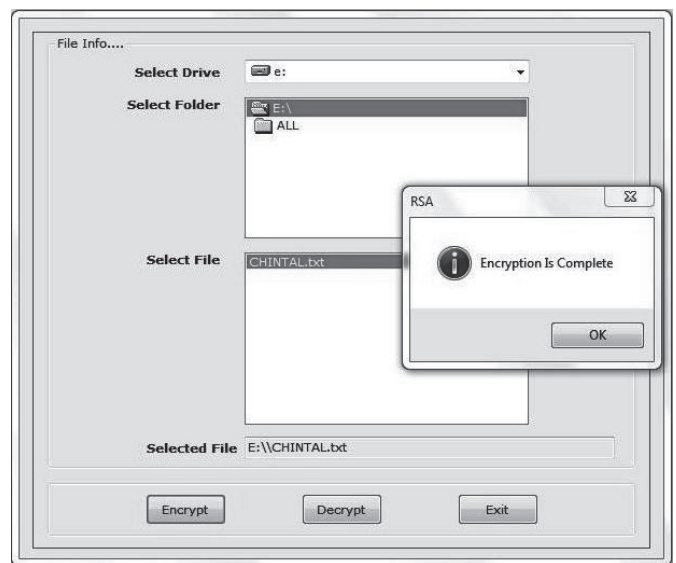 File Info....
Select Drive
e:
Select Folder
E:\
ALL
Select File
CHINTAL.txt
RSA
Encryption Is Complete
OK
Selected File
E:\\CHINTAL.txt
Encrypt
Decrypt
Exit